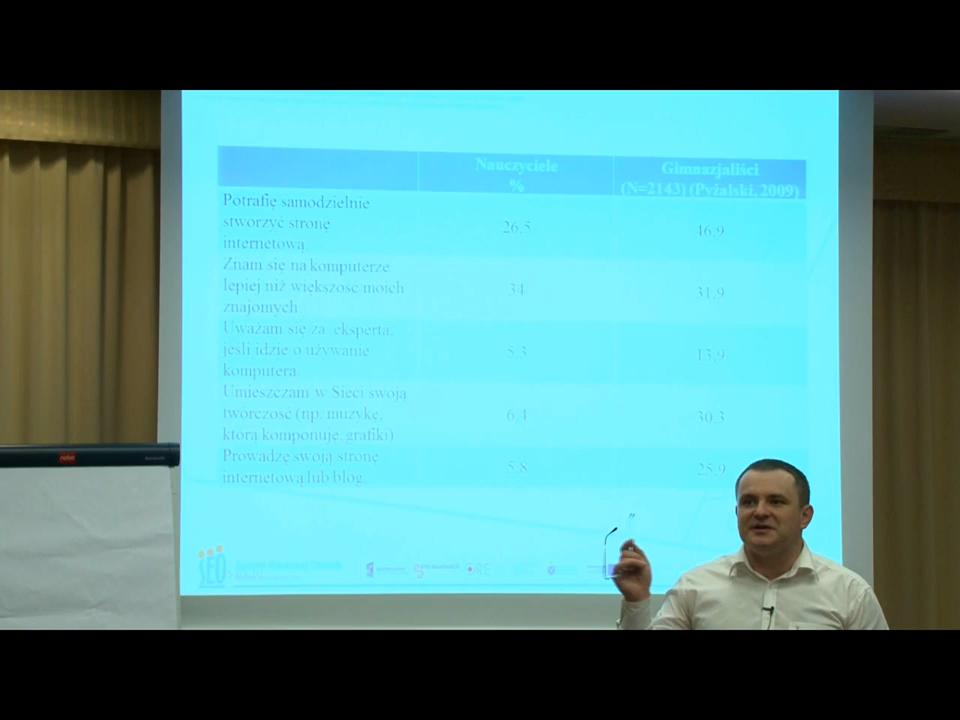 Nauczyciele
%
Gimnazjaliści
(N=2143) (Pyżalski, 2009)
Potrafię samodzielnie
stworzyć stronę
internetową.
26,5
46,9
Znam się na komputerze
lepiej niż większość moich
znajomych.
34
31,9
Uważam się za eksperta,
jeśli idzie o używanie
komputera.
5,3
13,9
Umieszczam w Sieci swoją
twórczość (np. muzykę,
którą komponuję, grafiki)
6,4
30,3
Prowadzę swoją stronę
internetową lub blog.
5,8
25,9
SEO
ORE
nobo